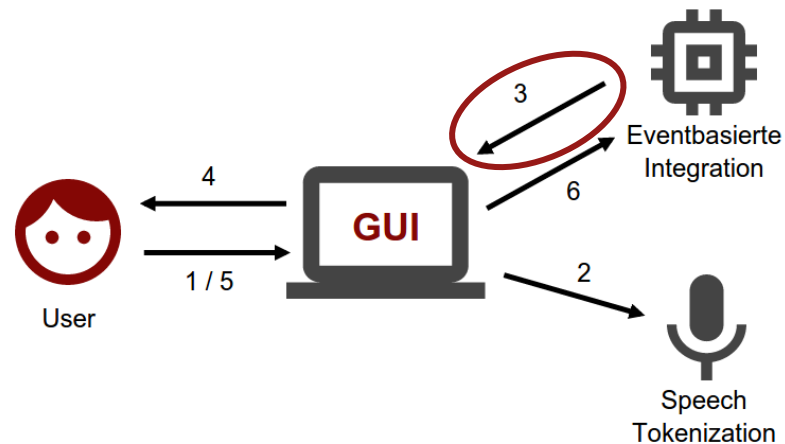 3
Eventbasierte
Integration
4
GUI
6
1 / 5
2
User
Speech
Tokenization